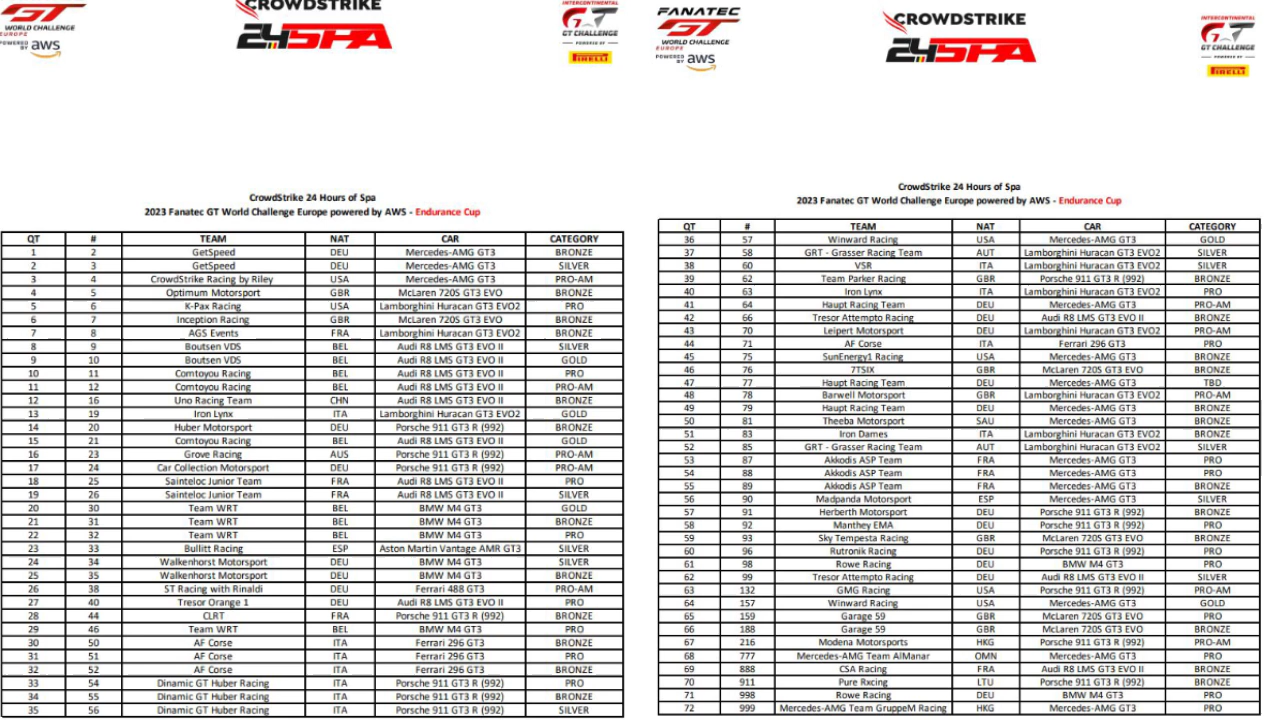 GT
WORLD CHALLENGE
EUROPE
POWERED BY aws
CROWDSTRIKE
24 SPA
INTERCONTINENTAL
GT CHALLENGE
POWERED BY
PIRELLI
CrowdStrike 24 Hours of Spa
2023 Fanatec GT World Challenge Europe powered by AWS - Endurance Cup
QT # TEAM NAT CAR CATEGORY
1 2 GetSpeed DEU Mercedes-AMG GT3 BRONZE
2 3 GetSpeed DEU Mercedes-AMG GT3 SILVER
3 4 CrowdStrike Racing by Riley USA Mercedes-AMG GT3 PRO-AM
4 5 Optimum Motorsport GBR McLaren 720S GT3 EVO BRONZE
5 6 K-Pax Racing USA Lamborghini Huracan GT3 EVO2 PRO
6 7 Inception Racing GBR McLaren 720S GT3 EVO BRONZE
7 8 AGS Events FRA Lamborghini Huracan GT3 EVO2 BRONZE
8 9 Boutsen VDS BEL Audi R8 LMS GT3 EVO II SILVER
9 10 Boutsen VDS BEL Audi R8 LMS GT3 EVO II GOLD
10 11 Comtoyou Racing BEL Audi R8 LMS GT3 EVO II PRO
11 12 Comtoyou Racing BEL Audi R8 LMS GT3 EVO II PRO-AM
12 16 Uno Racing Team CHN Audi R8 LMS GT3 EVO II BRONZE
13 19 Iron Lynx ITA Lamborghini Huracan GT3 EVO2 GOLD
14 20 Huber Motorsport DEU Porsche 911 GT3 R (992) BRONZE
15 21 Comtoyou Racing BEL Audi R8 LMS GT3 EVO II GOLD
16 23 Grove Racing AUS Porsche 911 GT3 R (992) PRO-AM
17 24 Car Collection Motorsport DEU Porsche 911 GT3 R (992) PRO-AM
18 25 Sainteloc Junior Team FRA Audi R8 LMS GT3 EVO II PRO
19 26 Sainteloc Junior Team FRA Audi R8 LMS GT3 EVO II SILVER
20 30 Team WRT BEL BMW M4 GT3 GOLD
21 31 Team WRT BEL BMW M4 GT3 BRONZE
22 32 Team WRT BEL BMW M4 GT3 PRO
23 33 Bullitt Racing ESP Aston Martin Vantage AMR GT3 SILVER
24 34 Walkenhorst Motorsport DEU BMW M4 GT3 SILVER
25 35 Walkenhorst Motorsport DEU BMW M4 GT3 BRONZE
26 38 ST Racing with Rinaldi DEU Ferrari 488 GT3 PRO-AM
27 40 Tresor Orange 1 DEU Audi R8 LMS GT3 EVO II PRO
28 44 CLRT FRA Porsche 911 GT3 R (992) BRONZE
29 46 Team WRT BEL BMW M4 GT3 PRO
30 50 AF Corse ITA Ferrari 296 GT3 BRONZE
31 51 AF Corse ITA Ferrari 296 GT3 PRO
32 52 AF Corse ITA Ferrari 296 GT3 BRONZE
33 54 Dinamic GT Huber Racing ITA Porsche 911 GT3 R (992) PRO
34 55 Dinamic GT Huber Racing ITA Porsche 911 GT3 R (992) BRONZE
35 56 Dinamic GT Huber Racing ITA Porsche 911 GT3 R (992) SILVER
FANATEC
GT
WORLD CHALLENGE
EUROPE
POWERED BY aws
CROWDSTRIKE
24 SPA
INTERCONTINENTAL
GT CHALLENGE
POWERED BY
PIRELLI
CrowdStrike 24 Hours of Spa
2023 Fanatec GT World Challenge Europe powered by AWS - Endurance Cup
QT # TEAM NAT CAR CATEGORY
36 57 Winward Racing USA Mercedes-AMG GT3 GOLD
37 58 GRT - Grasser Racing Team AUT Lamborghini Huracan GT3 EVO2 SILVER
38 60 VSR ITA Lamborghini Huracan GT3 EVO2 SILVER
39 62 Team Parker Racing GBR Porsche 911 GT3 R (992) BRONZE
40 63 Iron Lynx ITA Lamborghini Huracan GT3 EVO2 PRO
41 64 Haupt Racing Team DEU Mercedes-AMG GT3 PRO-AM
42 66 Tresor Attempto Racing DEU Audi R8 LMS GT3 EVO II BRONZE
43 70 Leipert Motorsport DEU Lamborghini Huracan GT3 EVO2 PRO-AM
44 71 AF Corse ITA Ferrari 296 GT3 PRO
45 75 SunEnergy1 Racing USA Mercedes-AMG GT3 BRONZE
46 76 7TSIX GBR McLaren 720S GT3 EVO BRONZE
47 77 Haupt Racing Team DEU Mercedes-AMG GT3 TBD
48 78 Barwell Motorsport GBR Lamborghini Huracan GT3 EVO2 PRO-AM
49 79 Haupt Racing Team DEU Mercedes-AMG GT3 BRONZE
50 81 Theeba Motorsport SAU Mercedes-AMG GT3 BRONZE
51 83 Iron Dames ITA Lamborghini Huracan GT3 EVO2 BRONZE
52 85 GRT - Grasser Racing Team AUT Lamborghini Huracan GT3 EVO2 SILVER
53 87 Akkodis ASP Team FRA Mercedes-AMG GT3 PRO
54 88 Akkodis ASP Team FRA Mercedes-AMG GT3 PRO
55 89 Akkodis ASP Team FRA Mercedes-AMG GT3 BRONZE
56 90 Madpanda Motorsport ESP Mercedes-AMG GT3 SILVER
57 91 Herberth Motorsport DEU Porsche 911 GT3 R (992) BRONZE
58 92 Manthey EMA DEU Porsche 911 GT3 R (992) PRO
59 93 Sky Tempesta Racing GBR McLaren 720S GT3 EVO BRONZE
60 96 Rutronik Racing DEU Porsche 911 GT3 R (992) PRO
61 98 Rowe Racing DEU BMW M4 GT3 PRO
62 99 Tresor Attempto Racing DEU Audi R8 LMS GT3 EVO II SILVER
63 132 GMG Racing USA Porsche 911 GT3 R (992) PRO-AM
64 157 Winward Racing USA Mercedes-AMG GT3 GOLD
65 159 Garage 59 GBR McLaren 720S GT3 EVO PRO
66 188 Garage 59 GBR McLaren 720S GT3 EVO BRONZE
67 216 Modena Motorsports HKG Porsche 911 GT3 R (992) PRO-AM
68 777 Mercedes-AMG Team AlManar OMN Mercedes-AMG GT3 PRO
69 888 CSA Racing FRA Audi R8 LMS GT3 EVO II BRONZE
70 911 Pure Rxcing LTU Porsche 911 GT3 R (992) PRO
71 998 Rowe Racing DEU BMW M4 GT3 PRO
72 999 Mercedes-AMG Team GruppeM Racing HKG Mercedes-AMG GT3 PRO